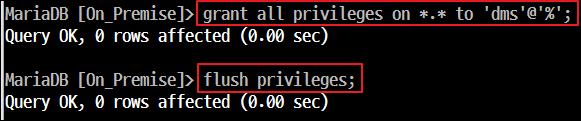 MariaDB [On_Premise]> grant all privileges on *.* to 'dms'@'%';
Query OK, 0 rows affected (0.00 sec)
MariaDB [On_Premise]> flush privileges;
Query OK, 0 rows affected (0.00 sec)